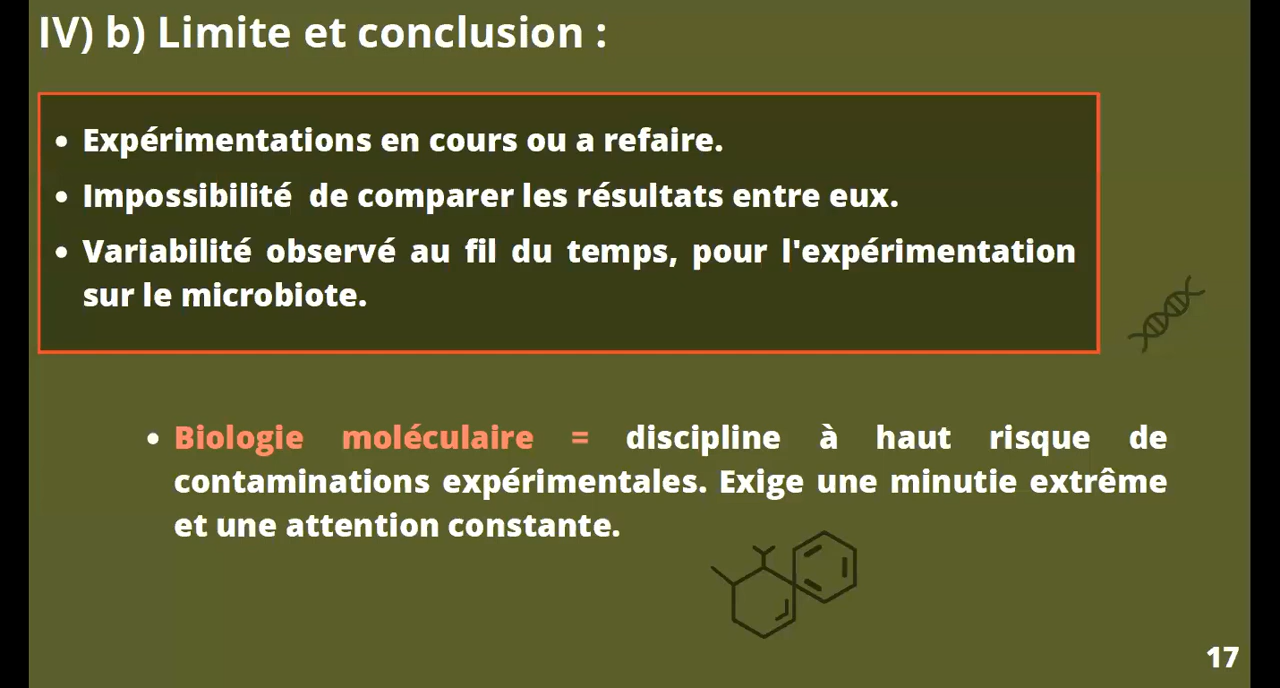 IV) b) Limite et conclusion :
• Expérimentations en cours ou a refaire.
• Impossibilité de comparer les résultats entre eux.
• Variabilité observé au fil du temps, pour l'expérimentation
sur le microbiote.
• Biologie moléculaire = discipline à haut risque de
contaminations expérimentales. Exige une minutie extrême
et une attention constante.
17